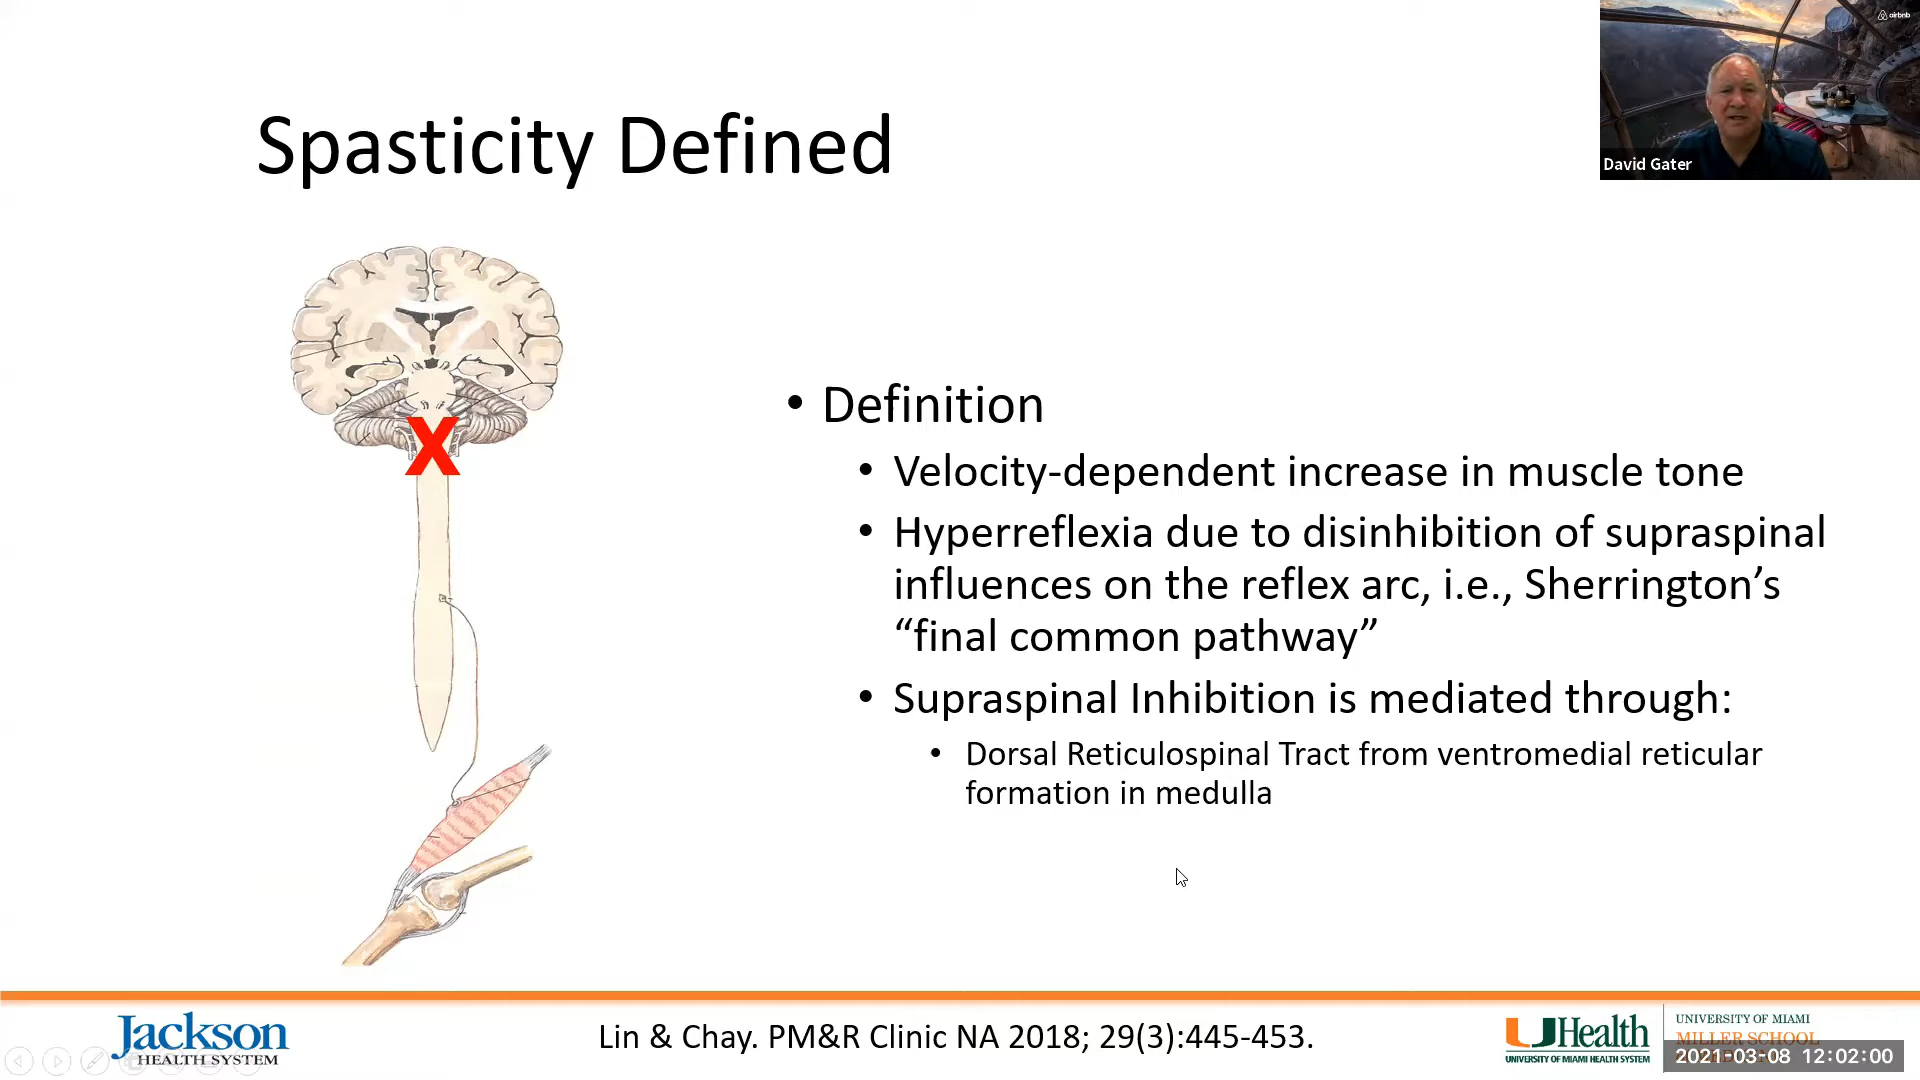 airbnb
David Gater
Spasticity Defined
X
• Definition
• Velocity-dependent increase in muscle tone
• Hyperreflexia due to disinhibition of supraspinal
influences on the reflex arc, i.e., Sherrington’s
“final common pathway”
• Supraspinal Inhibition is mediated through:
• Dorsal Reticulospinal Tract from ventromedial reticular
formation in medulla
Jackson
HEALTH SYSTEM
Lin & Chay. PM&R Clinic NA 2018; 29(3):445-453.
UHealth
UNIVERSITY OF MIAMI HEALTH SYSTEM
UNIVERSITY OF MIAMI
MILLER SCHOOL
2021-03-08 12:02:00